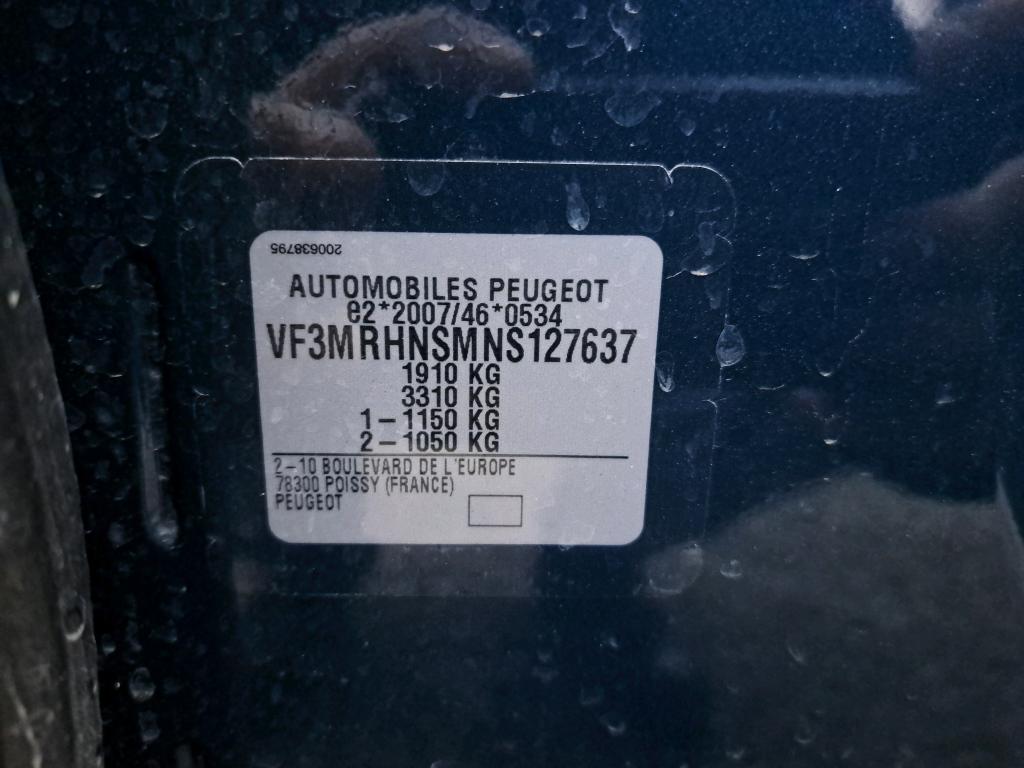 200638795
AUTOMOBILES PEUGEOT
e2*2007/46*0534
VF3MRHNSMNS127637
1910 KG
3310 KG
1-1150 KG
2-1050 KG
2-10 BOULEVARD DE L'EUROPE
78300 POISSY (FRANCE)
PEUGEOT